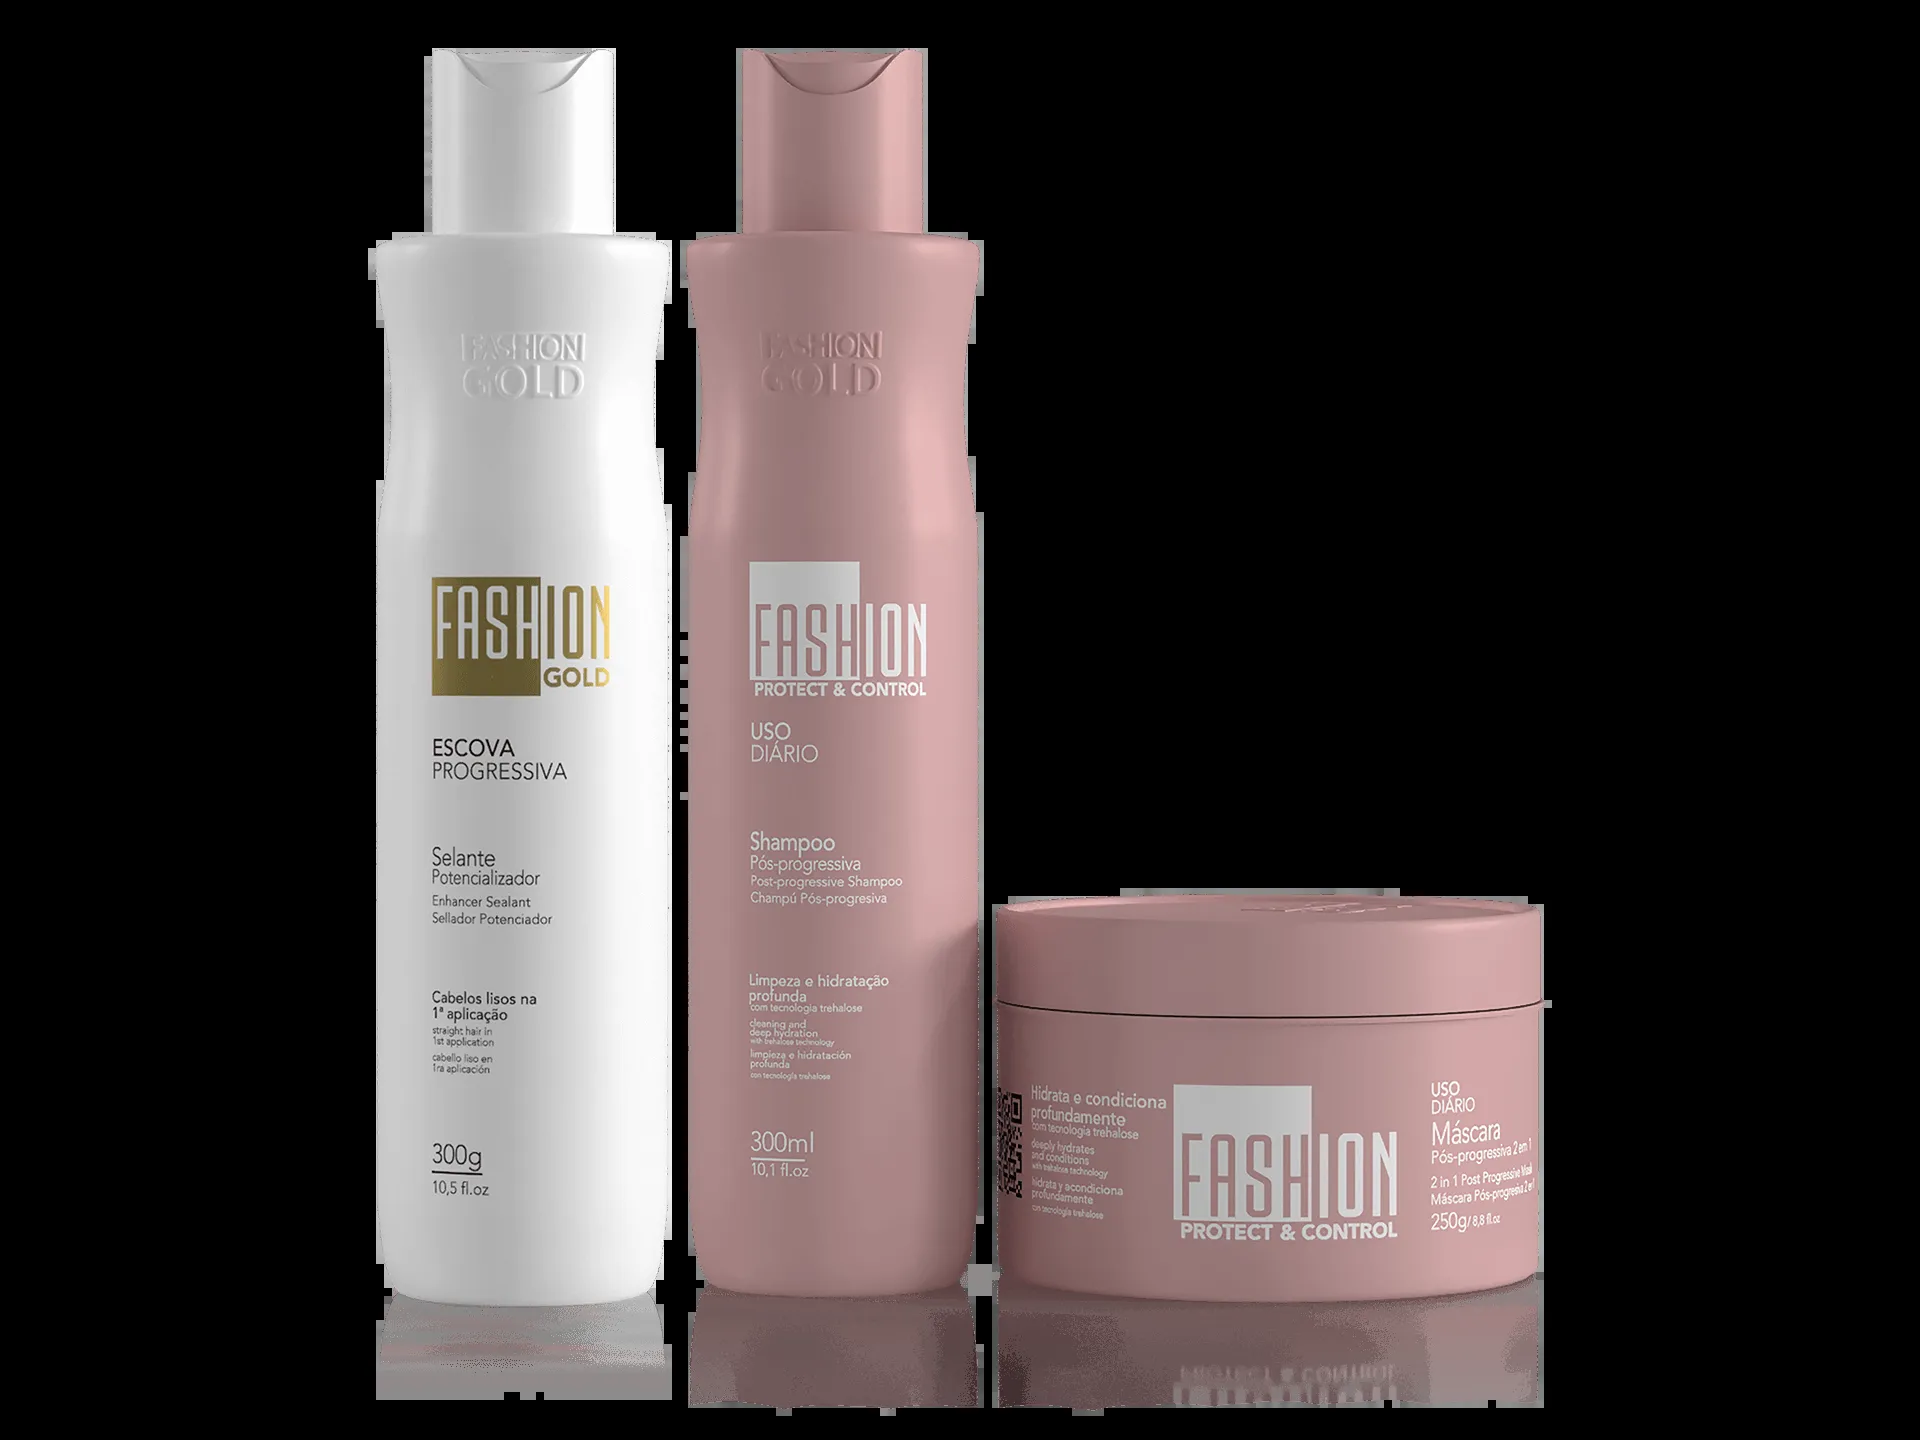 FASHION
GOLD
FASHION
GOLD
ESCOVA
PROGRESSIVA
Selante
Potencializador
Enhancer Sealant
Sellador Potenciador
Cabelos lisos na
1ª aplicação
straight hair in
1st application
cabello liso en
1ra aplicación
300g
10,5 fl.oz
FASHION
GOLD
FASHION
PROTECT & CONTROL
USO
DIÁRIO
Shampoo
Pós-progressiva
Post-progressive Shampoo
Champú Pós-progresiva
Limpeza e hidratação
profunda
com tecnologia trehalose
cleaning and
deep hydration
with trehalose technology
limpieza e hidratación
profunda
con tecnologia trehalose
300ml
10,1 fl.oz
Hidrata e condiciona
profundamente
com tecnologia trehalose
deeply hydrates
and conditions
with trehalose technology
hidrata y acondiciona
profundamente
con tecnologia trehalose
FASHION
PROTECT & CONTROL
USO
DIÁRIO
Máscara
Pós-progressiva 2 em 1
2 in 1 Post Progressive Mask
Máscara Pós-progresiva 2 en 1
250g/8,8 fl.oz